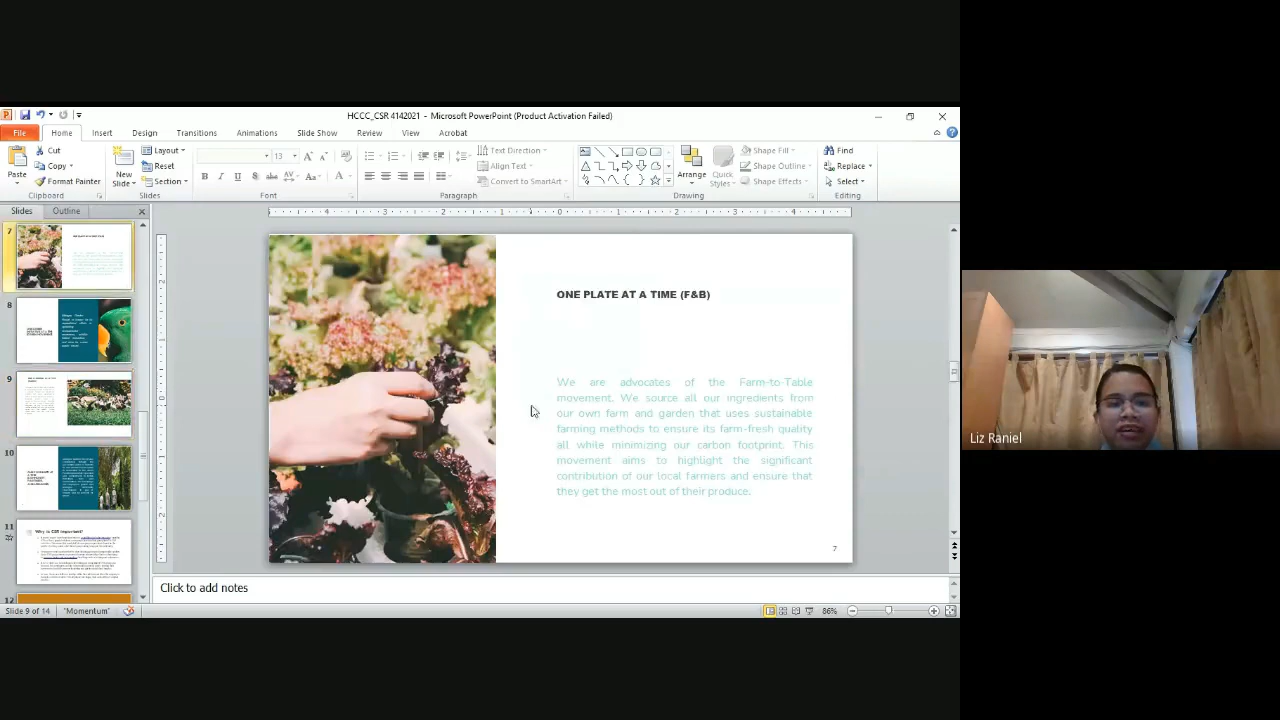 HCCC_CSR 4142021 - Microsoft PowerPoint (Product Activation Failed)
File Home Insert Design Transitions Animations Slide Show Review View Acrobat
Paste
Cut
Copy
Format Painter
Clipboard
New
Slide
Layout
Reset
Section
Slides
13
Font
Text Direction
Align Text
Convert to SmartArt
Paragraph
Arrange
Quick
Styles
Shape Fill
Shape Outline
Shape Effects
Drawing
Find
Replace
Select
Editing
Slides Outline
7
8
9
10
11
Why is CSR important?
12
ONE PLATE AT A TIME (F&B)
We are advocates of the Farm-to-Table
movement. We source all our ingredients from
our own farm and garden that uses sustainable
farming methods to ensure its farm-fresh quality
all while minimizing our carbon footprint. This
movement aims to highlight the significant
contribution of our local farmers and ensure that
they get the most out of their produce.
7
Click to add notes
Slide 9 of 14 "Momentum" 86%
Liz Raniel